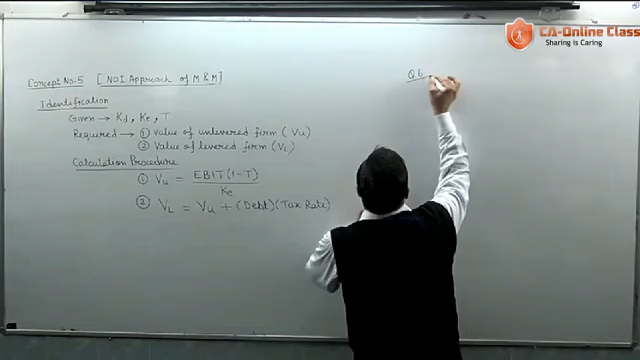 CA-Online Class
Sharing is Caring
Concept No-5 [NOI Approach of M & M]
Identification
Given → Kd, Ke, T
Required → ① Value of unlevered firm (Vu)
② Value of levered firm (VL)
Calculation Procedure
① Vu = EBIT(1-T)
Ke
② VL = Vu + (Debt)(Tax Rate)
Q6